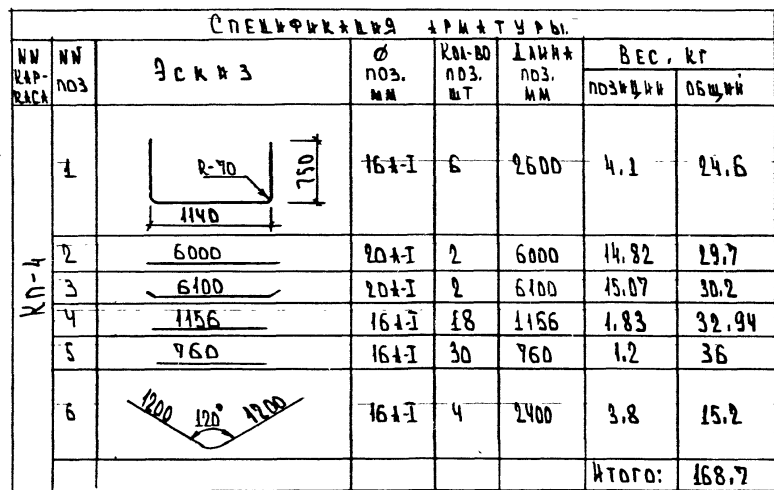 СПЕЦИФИКАЦИЯ АРМАТУРЫ.
NN КАР-РАСА NN ПОЗ ЭСКИЗ Ø ПОЗ. ММ КОЛ-ВО ПОЗ. ШТ ДЛИНА ПОЗ. ММ ВЕС, КГ
ПОЗИЦИИ ОБЩИЙ
КП-4
1 R-70 750 1140 16А-I 6 2600 4.1 24.6
2 6000 20А-I 2 6000 14.82 29.7
3 6100 20А-I 2 6100 15.07 30.2
4 1156 16А-I 18 1156 1.83 32.94
5 760 16А-I 30 760 1.2 36
6 1200 120° 1200 16А-I 4 2400 3.8 15.2
ИТОГО: 168.7